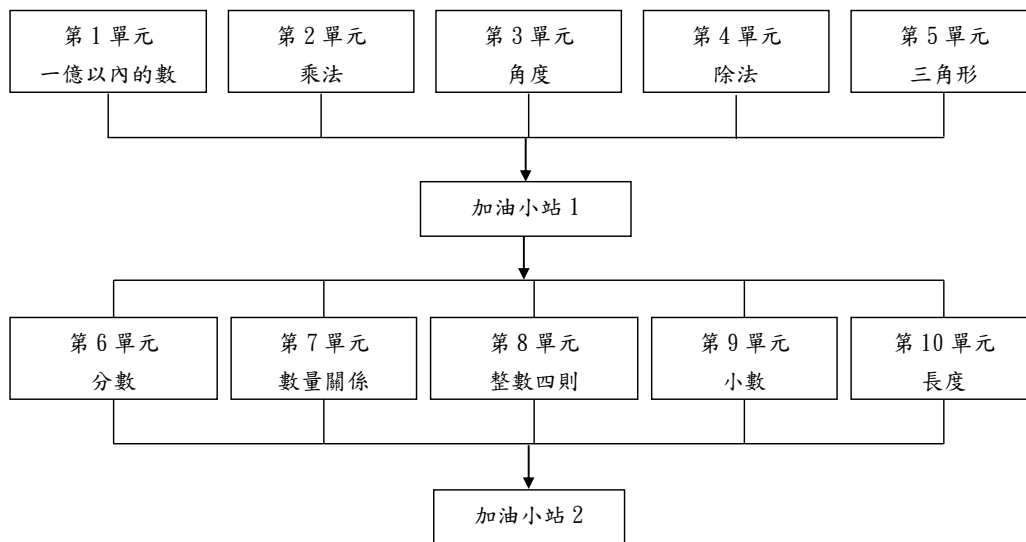 第 1 單元
一億以內的數
第 2 單元
乘法
第 3 單元
角度
第 4 單元
除法
第 5 單元
三角形
加油小站 1
第 6 單元
分數
第 7 單元
數量關係
第 8 單元
整數四則
第 9 單元
小數
第 10 單元
長度
加油小站 2